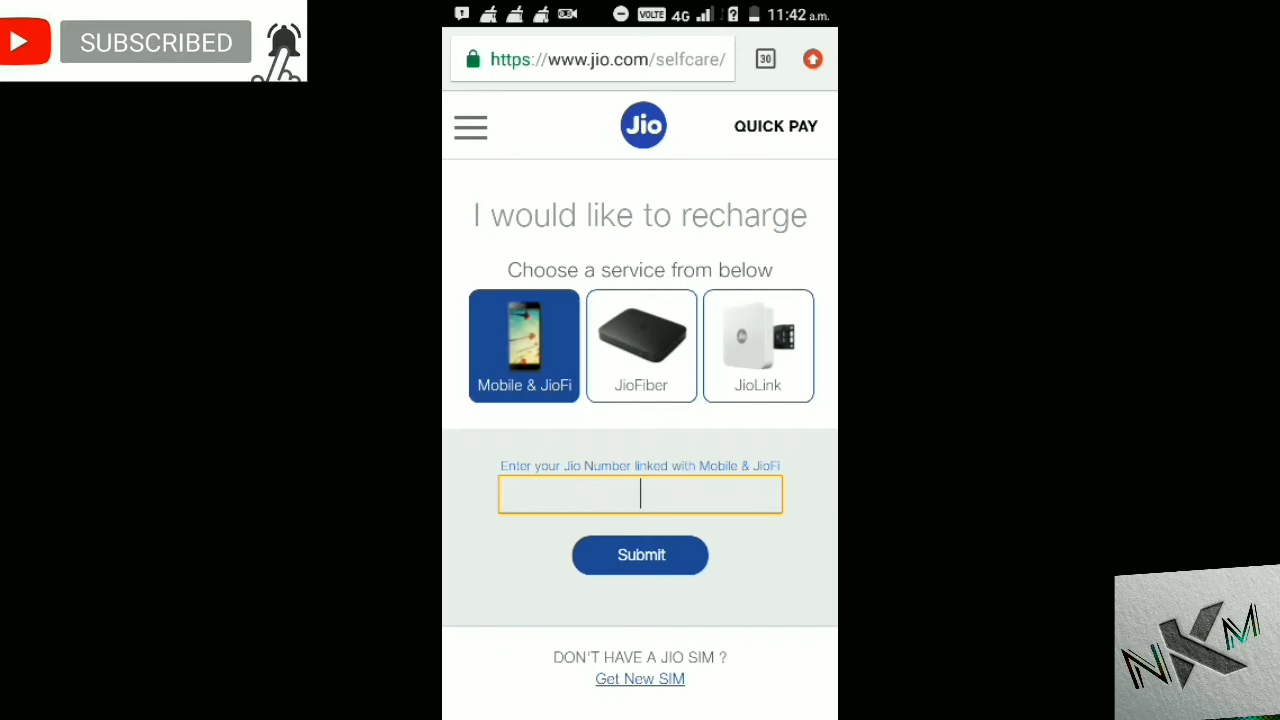 SUBSCRIBED
VOLTE 4G 11:42 a.m.
https://www.jio.com/selfcare/ 30
Jio
QUICK PAY
I would like to recharge
Choose a service from below
Mobile & JioFi
JioFiber
Jio
JioLink
Enter your Jio Number linked with Mobile & JioFi
Submit
DON'T HAVE A JIO SIM ?
Get New SIM
NKM